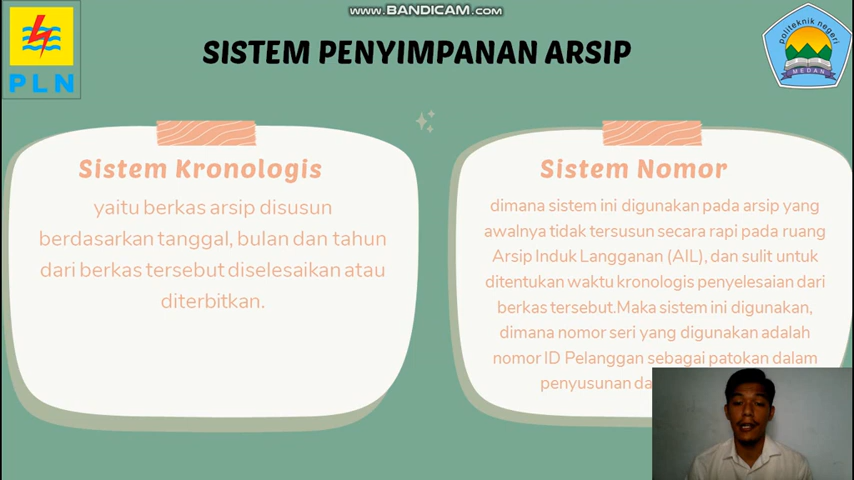 WWW.BANDICAM.COM
PLN
SISTEM PENYIMPANAN ARSIP
politeknik negeri
MEDAN
Sistem Kronologis
yaitu berkas arsip disusun
berdasarkan tanggal, bulan dan tahun
dari berkas tersebut diselesaikan atau
diterbitkan.
Sistem Nomor
dimana sistem ini digunakan pada arsip yang
awalnya tidak tersusun secara rapi pada ruang
Arsip Induk Langganan (AIL), dan sulit untuk
ditentukan waktu kronologis penyelesaian dari
berkas tersebut.Maka sistem ini digunakan,
dimana nomor seri yang digunakan adalah
nomor ID Pelanggan sebagai patokan dalam
penyusunan